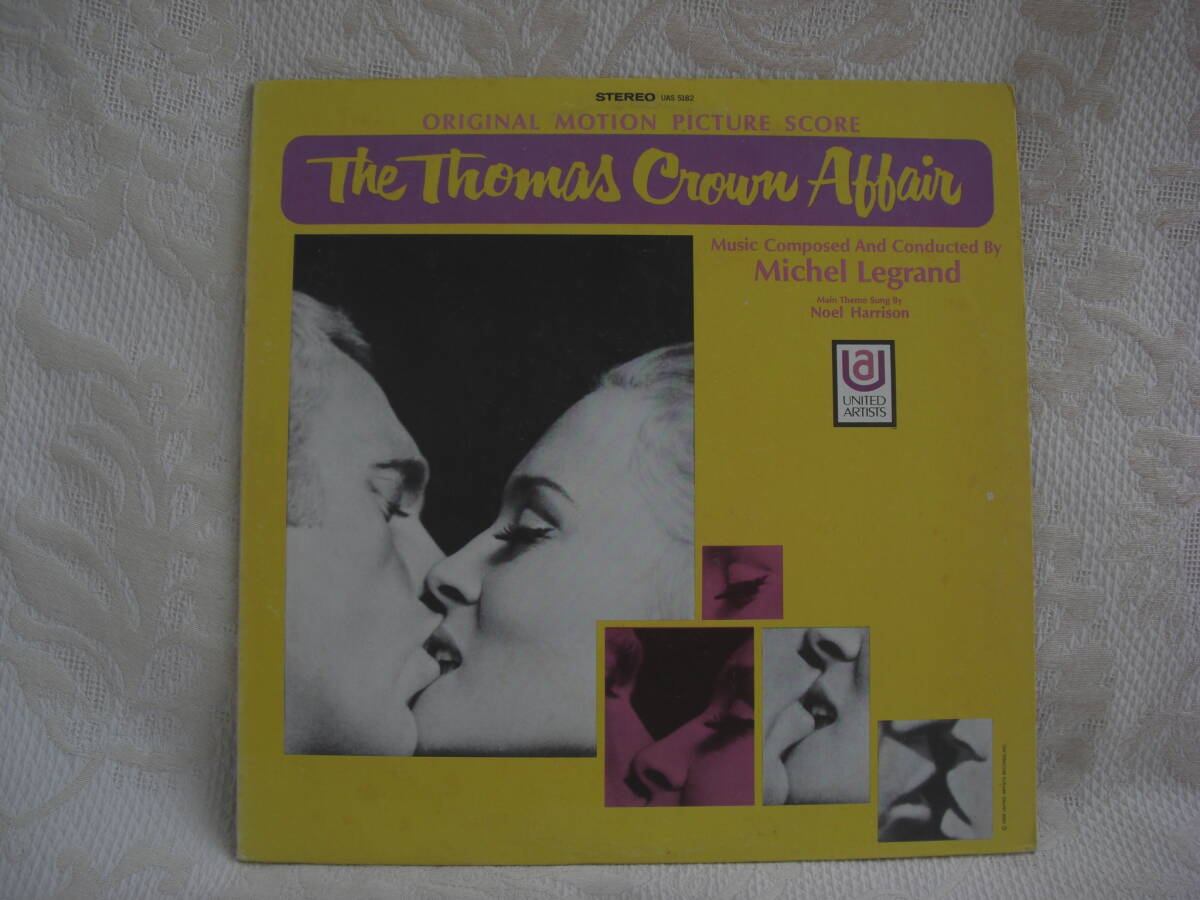 STEREO UAS 5182
ORIGINAL MOTION PICTURE SCORE
The Thomas Crown Affair
Music Composed And Conducted By
Michel Legrand
Main Theme Sung By
Noel Harrison
ua
UNITED
ARTISTS